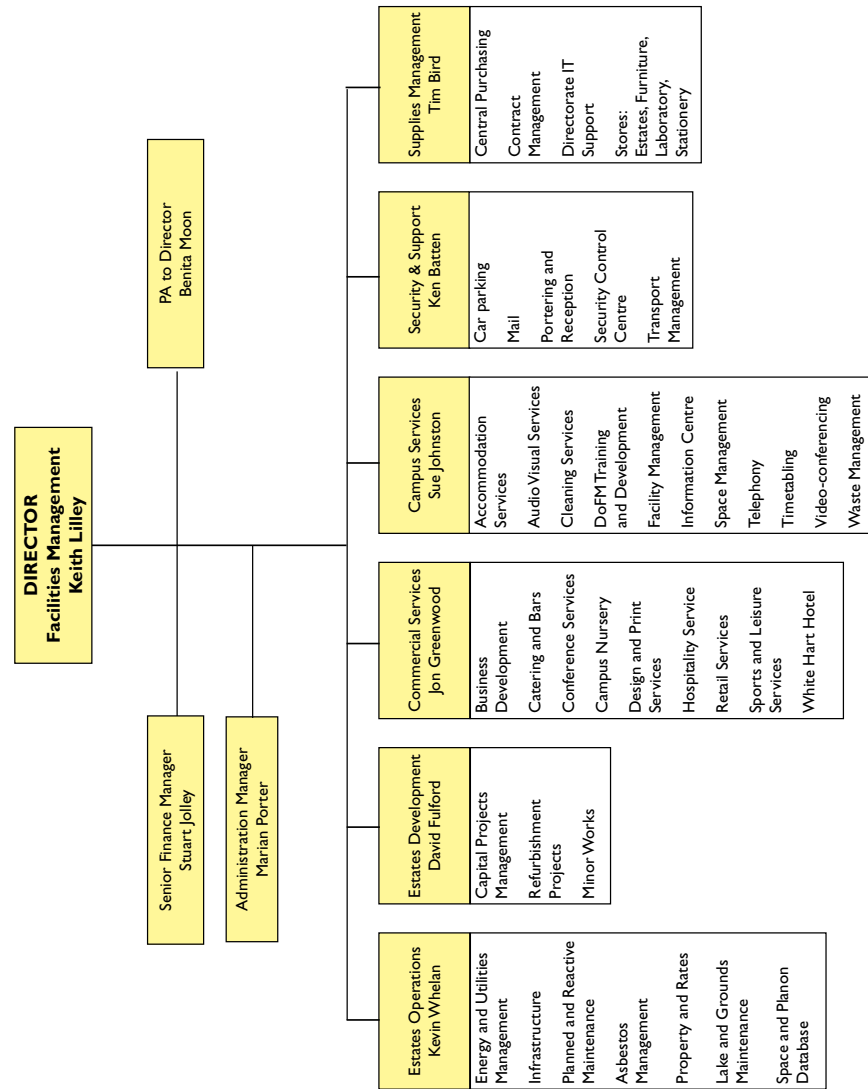 DIRECTOR
Facilities Management
Keith Lilley
Senior Finance Manager
Stuart Jolley
PA to Director
Benita Moon
Administration Manager
Marian Porter
Estates Operations
Kevin Whelan
Energy and Utilities
Management
Infrastructure
Planned and Reactive
Maintenance
Asbestos
Management
Property and Rates
Lake and Grounds
Maintenance
Space and Planon
Database
Estates Development
David Fulford
Capital Projects
Management
Refurbishment
Projects
Minor Works
Commercial Services
Jon Greenwood
Business
Development
Catering and Bars
Conference Services
Campus Nursery
Design and Print
Services
Hospitality Service
Retail Services
Sports and Leisure
Services
White Hart Hotel
Campus Services
Sue Johnston
Accommodation
Services
Audio Visual Services
Cleaning Services
DoFM Training
and Development
Facility Management
Information Centre
Space Management
Telephony
Timetabling
Video-conferencing
Waste Management
Security & Support
Ken Batten
Car parking
Mail
Portering and
Reception
Security Control
Centre
Transport
Management
Supplies Management
Tim Bird
Central Purchasing
Contract
Management
Directorate IT
Support
Stores:
Estates, Furniture,
Laboratory,
Stationery